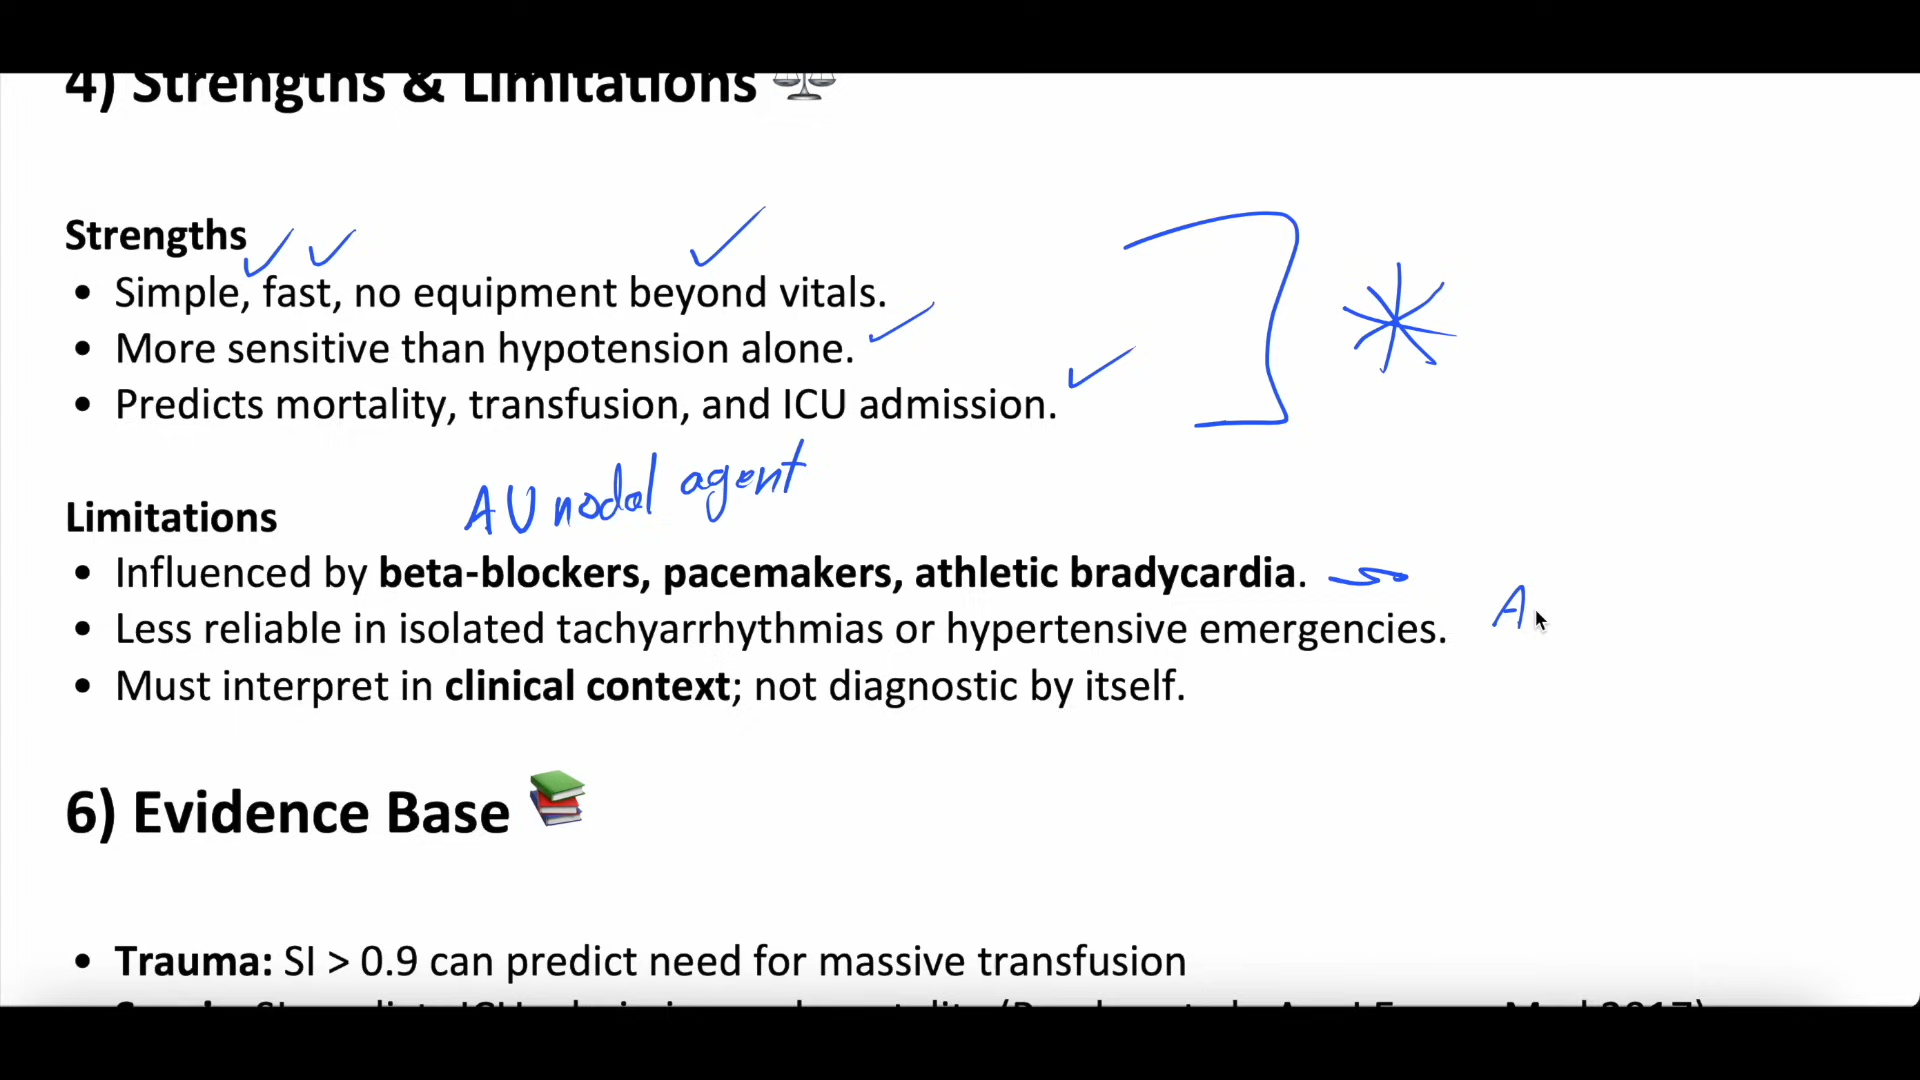 4) Strengths & Limitations
Strengths
• Simple, fast, no equipment beyond vitals.
• More sensitive than hypotension alone.
• Predicts mortality, transfusion, and ICU admission.
AV nodal agent
Limitations
• Influenced by beta-blockers, pacemakers, athletic bradycardia.
• Less reliable in isolated tachyarrhythmias or hypertensive emergencies.
A
• Must interpret in clinical context; not diagnostic by itself.
6) Evidence Base
• Trauma: SI > 0.9 can predict need for massive transfusion